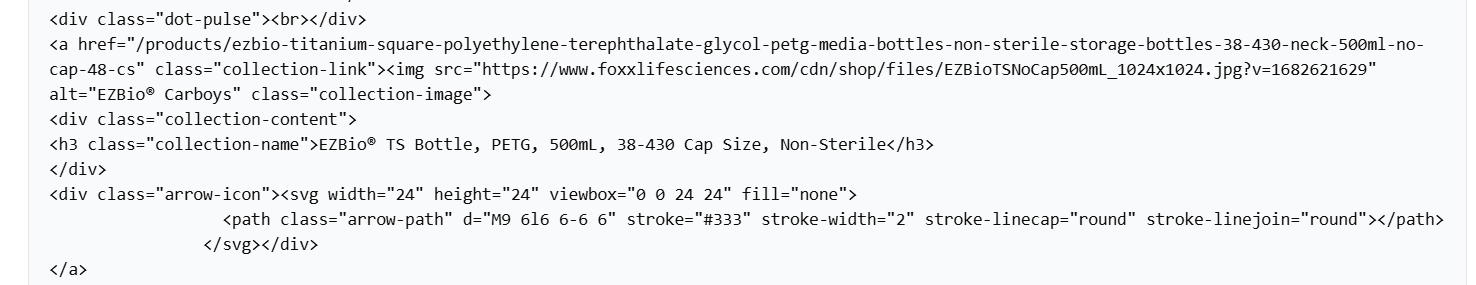 <div class="dot-pulse"><br></div>
<a href="/products/ezbio-titanium-square-polyethylene-terephthalate-glycol-petg-media-bottles-non-sterile-storage-bottles-38-430-neck-500ml-no-
cap-48-cs" class="collection-link"><img src="https://www.foxxlifesciences.com/cdn/shop/files/EZBioTSNoCap500mL_1024x1024.jpg?v=1682621629"
alt="EZBio® Carboys" class="collection-image">
<div class="collection-content">
<h3 class="collection-name">EZBio® TS Bottle, PETG, 500mL, 38-430 Cap Size, Non-Sterile</h3>
</div>
<div class="arrow-icon"><svg width="24" height="24" viewbox="0 0 24 24" fill="none">
<path class="arrow-path" d="M9 6l6 6-6 6" stroke="#333" stroke-width="2" stroke-linecap="round" stroke-linejoin="round"></path>
</svg></div>
</a>